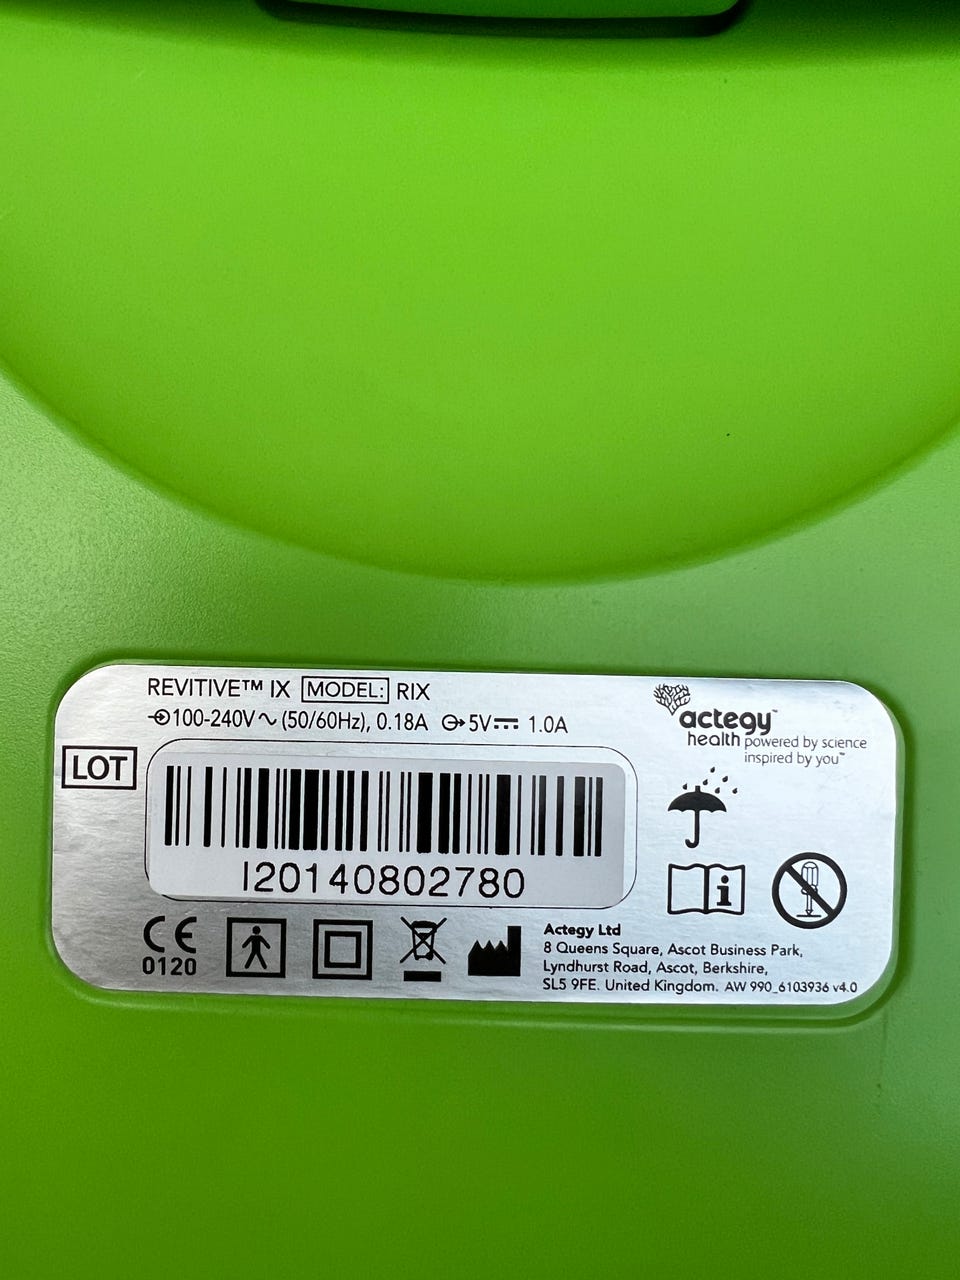 REVITIVE™ IX MODEL: RIX
100-240V ~ (50/60Hz), 0.18A 5V 1.0A
LOT
I20140802780
actegy™
health powered by science
inspired by you™
i
CE
0120
Actegy Ltd
8 Queens Square, Ascot Business Park,
Lyndhurst Road, Ascot, Berkshire,
SL5 9FE. United Kingdom. AW 990_6103936 v4.0